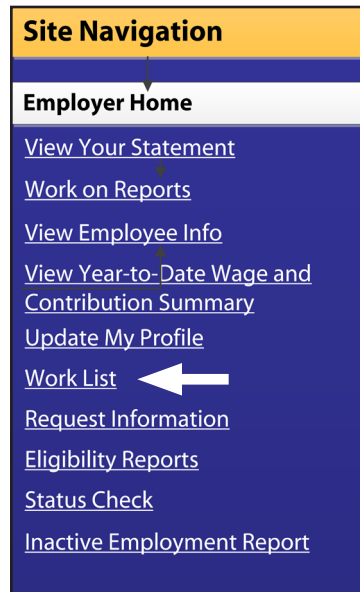 Site Navigation
Employer Home
View Your Statement
Work on Reports
View Employee Info
View Year-to-Date Wage and
Contribution Summary
Update My Profile
Work List
Request Information
Eligibility Reports
Status Check
Inactive Employment Report